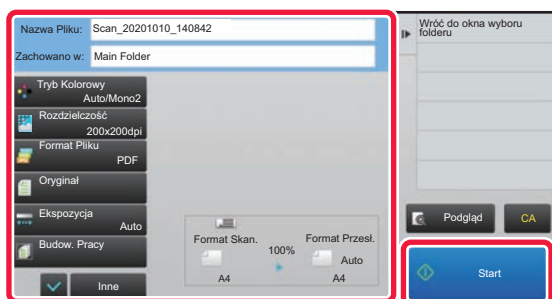 Nazwa Pliku: Scan_20201010_140842
Zachowano w: Main Folder
Tryb Kolorowy
Auto/Mono2
Rozdzielczość
200x200dpi
Format Pliku
PDF
Oryginał
Ekspozycja
Auto
Budow. Pracy
Inne
Format Skan.
100%
Format Przesł.
Auto
A4
A4
Wróć do okna wyboru
folderu
Podgląd
CA
Start